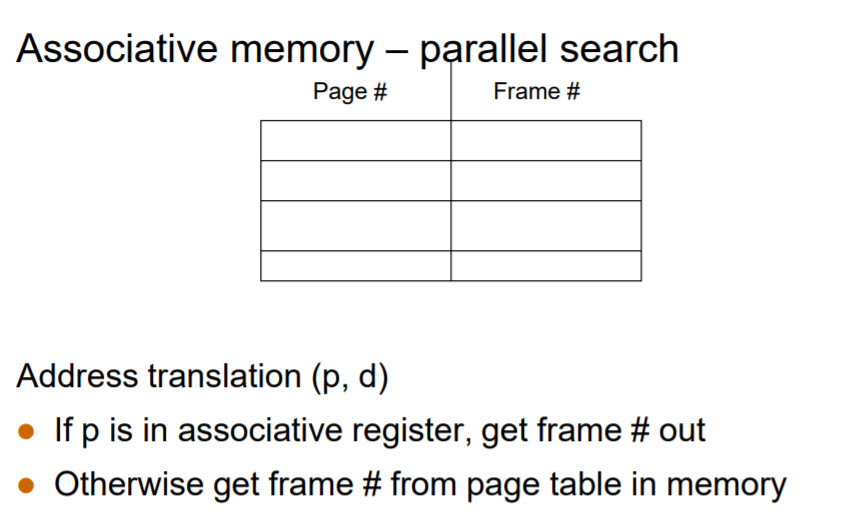 Associative memory – parallel search
Page # Frame #
Address translation (p, d)
● If p is in associative register, get frame # out
● Otherwise get frame # from page table in memory